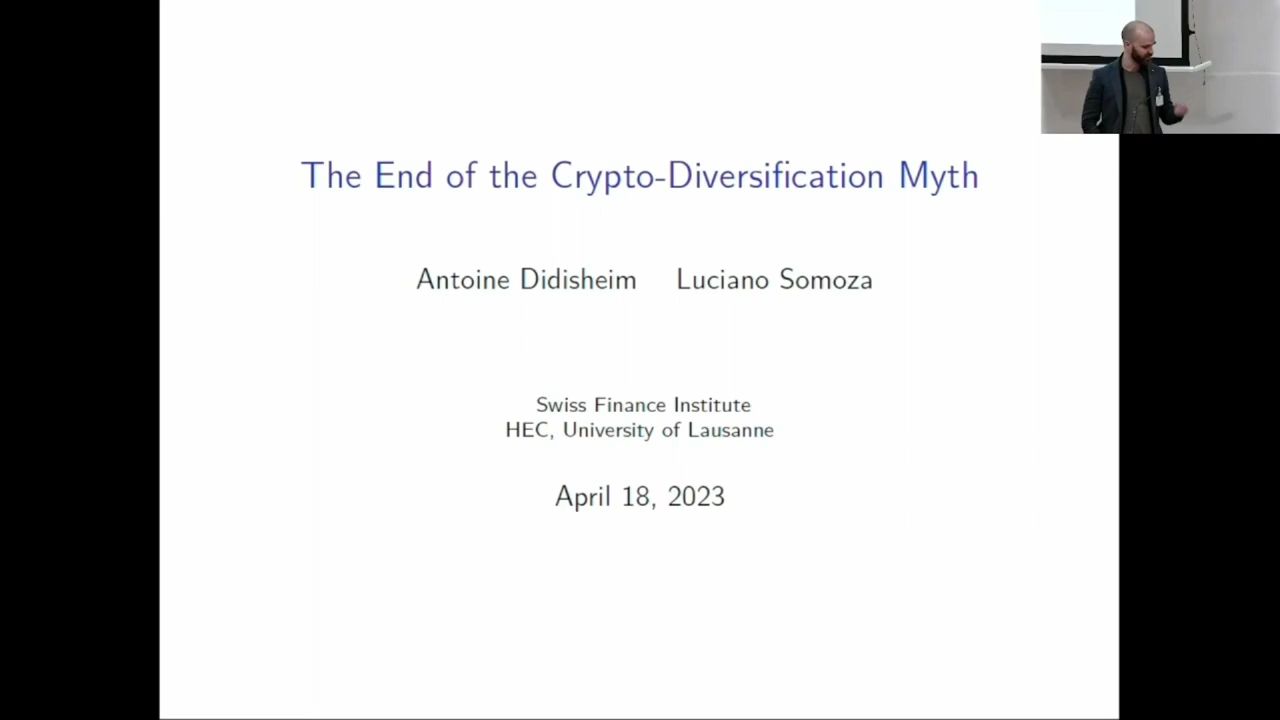 The End of the Crypto-Diversification Myth
Antoine Didisheim Luciano Somoza
Swiss Finance Institute
HEC, University of Lausanne
April 18, 2023